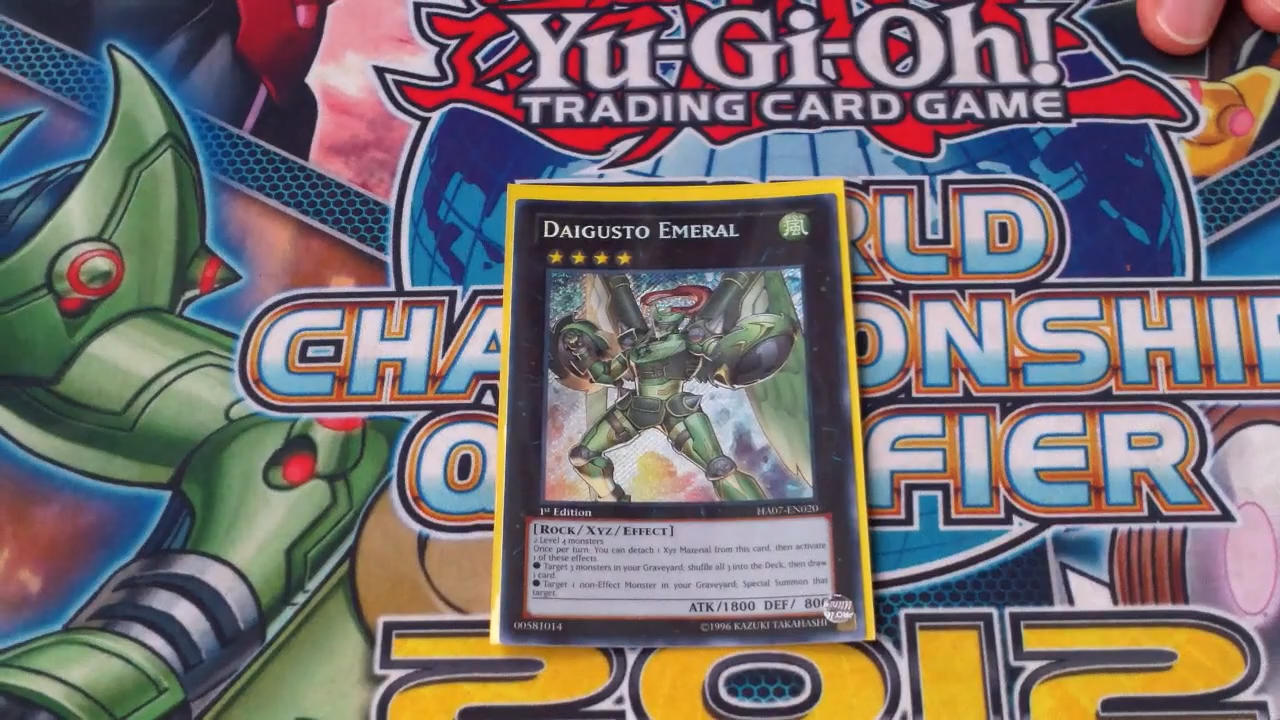 Yu-Gi-Oh!
TRADING CARD GAME
RLD
CHA ONSHIP
FIER
DAIGUSTO EMERAL
嵐
1st Edition
HA07-EN020
[ROCK/XYZ/EFFECT]
2 Level 4 monsters
Once per turn: You can detach 1 Xyz Material from this card, then activate
1 of these effects.
● Target 3 monsters in your Graveyard; shuffle all 3 into the Deck, then draw
1 card.
● Target 1 non-Effect Monster in your Graveyard; Special Summon that
target.
ATK/1800 DEF/ 800
00581014
©1996 KAZUKI TAKAHASHI
2012